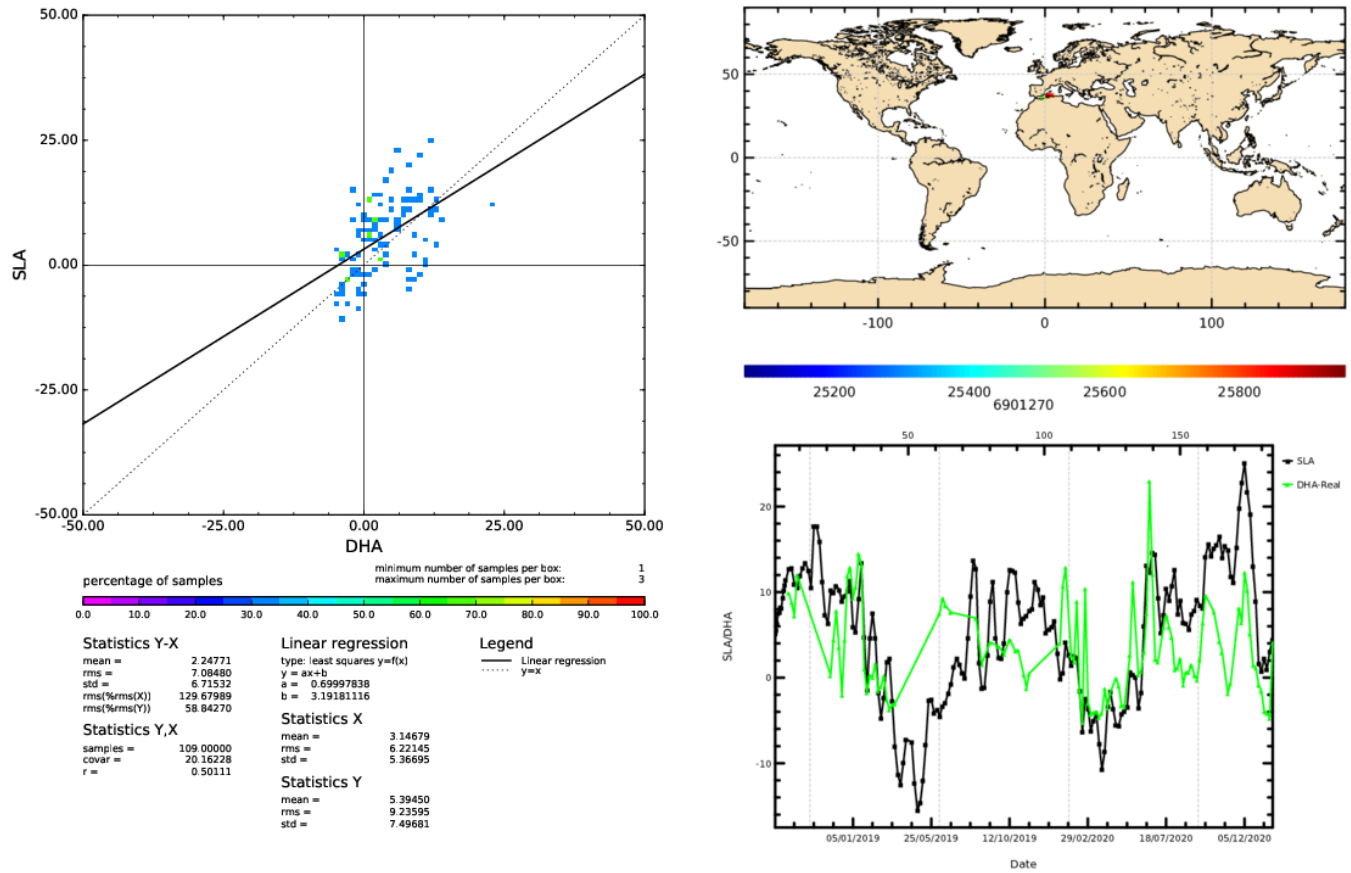 50.00
25.00
0.00
-25.00
-50.00
SLA
-50.00 -25.00 0.00 25.00 50.00
DHA
minimum number of samples per box: 1
maximum number of samples per box: 3
percentage of samples
0.0 10.0 20.0 30.0 40.0 50.0 60.0 70.0 80.0 90.0 100.0
Statistics Y-X
mean = 2.24771
rms = 7.08480
std = 6.71532
rms(%rms(X)) 129.67989
rms(%rms(Y)) 58.84270
Statistics Y,X
samples = 109.00000
covar = 20.16228
r = 0.50111
Linear regression
type: least squares y=f(x)
y = ax+b
a = 0.69997838
b = 3.19181116
Statistics X
mean = 3.14679
rms = 6.22145
std = 5.36695
Statistics Y
mean = 5.39450
rms = 9.23595
std = 7.49681
Legend
Linear regression
y=x
50
0
-50
-100 0 100
25200 25400 25600 25800
6901270
50 100 150
20
10
0
-10
SLA/DHA
SLA
DHA-Real
05/01/2019 25/05/2019 12/10/2019 29/02/2020 18/07/2020 05/12/2020
Date